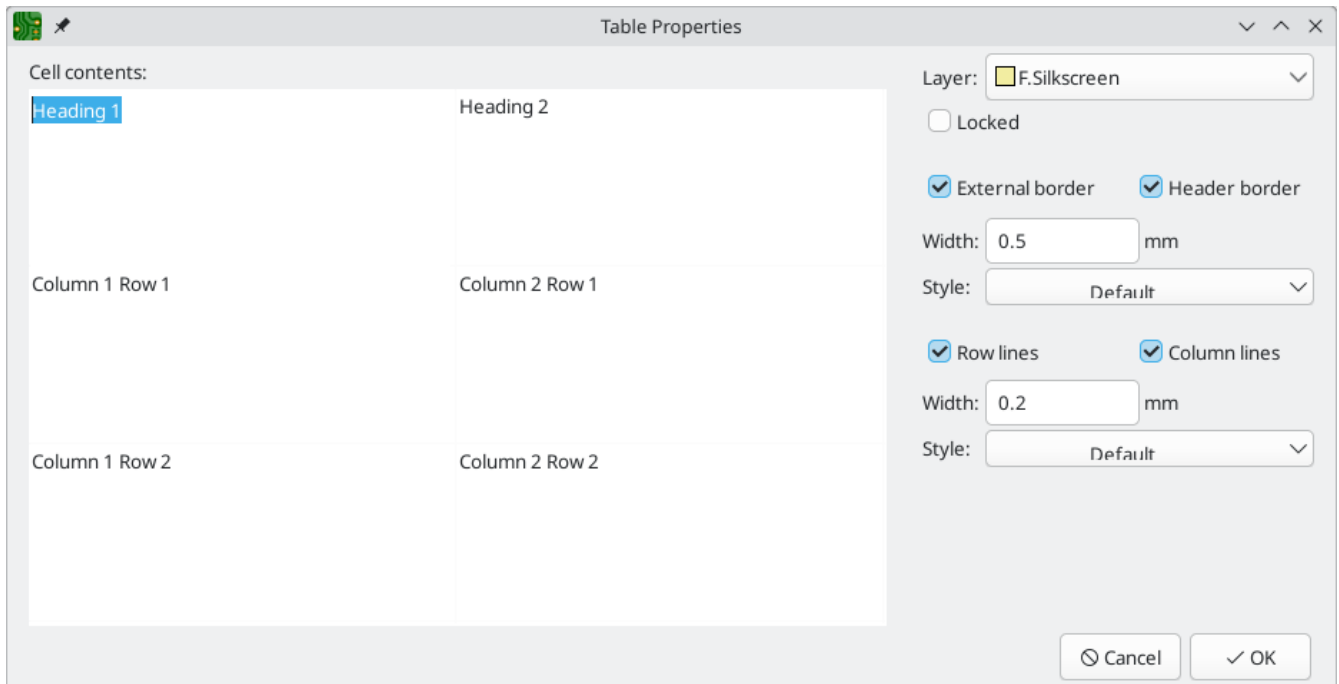 Table Properties
Cell contents:
Heading 1
Heading 2
Column 1 Row 1
Column 2 Row 1
Column 1 Row 2
Column 2 Row 2
Layer: F.Silkscreen
Locked
External border Header border
Width: 0.5 mm
Style: Default
Row lines Column lines
Width: 0.2 mm
Style: Default
Cancel OK